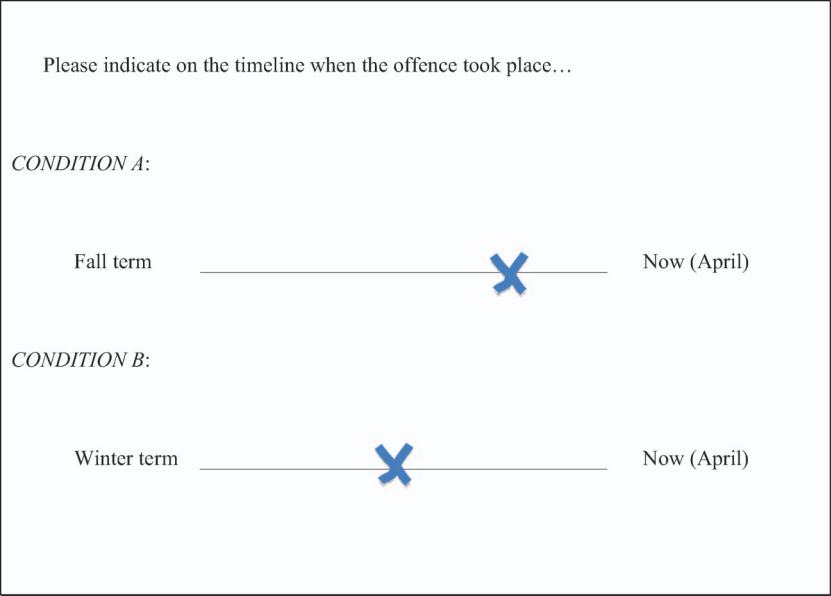 Please indicate on the timeline when the offence took place…
CONDITION A:
Fall term Now (April)
CONDITION B:
Winter term Now (April)